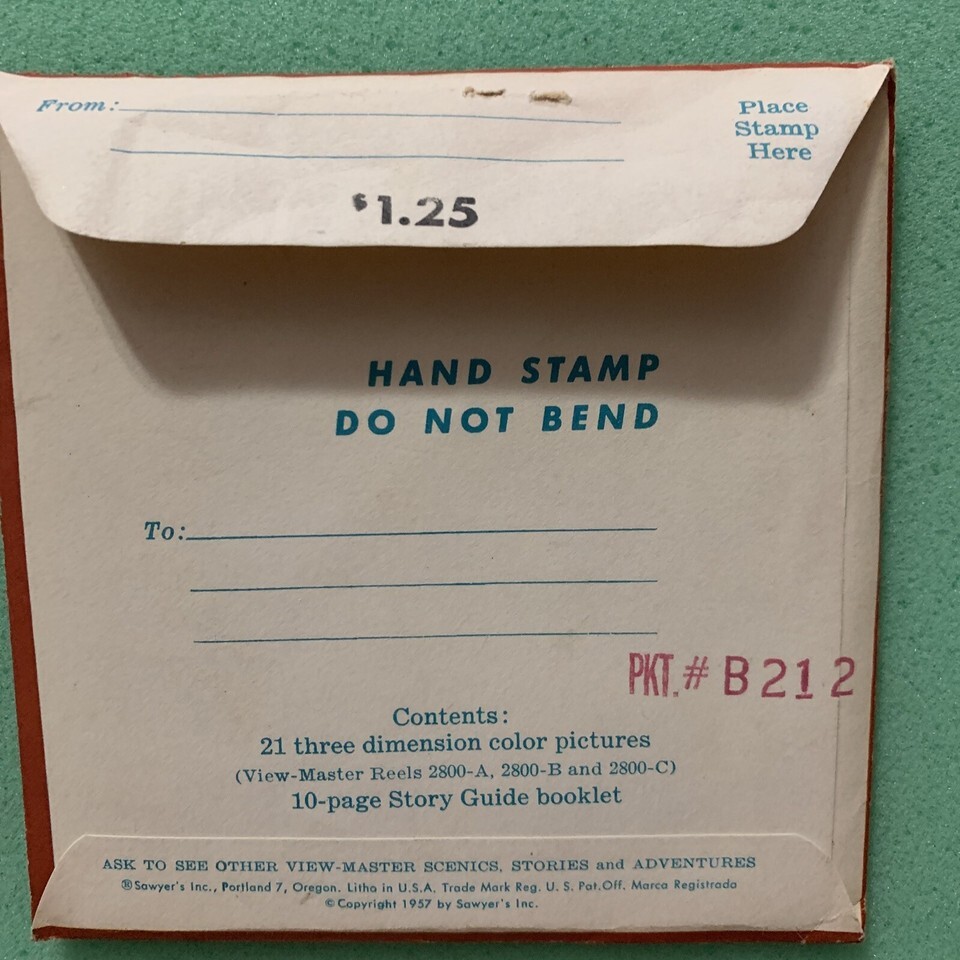 From:
Place
Stamp
Here
$1.25
HAND STAMP
DO NOT BEND
To:
PKT. # B 21 2
Contents:
21 three dimension color pictures
(View-Master Reels 2800-A, 2800-B and 2800-C)
10-page Story Guide booklet
ASK TO SEE OTHER VIEW-MASTER SCENICS, STORIES and ADVENTURES
®Sawyer's Inc., Portland 7, Oregon. Litho in U.S.A. Trade Mark Reg. U. S. Pat. Off. Marca Registrada
© Copyright 1957 by Sawyer's Inc.